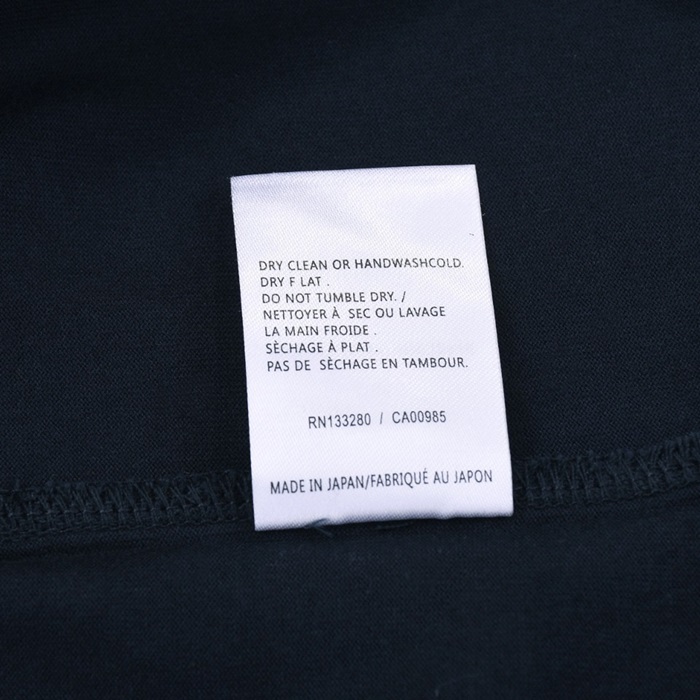 DRY CLEAN OR HANDWASHCOLD.
DRY F LAT .
DO NOT TUMBLE DRY. /
NETTOYER À SEC OU LAVAGE
LA MAIN FROIDE .
SÈCHAGE À PLAT .
PAS DE SÈCHAGE EN TAMBOUR.
RN133280 / CA00985
MADE IN JAPAN/FABRIQUÉ AU JAPON